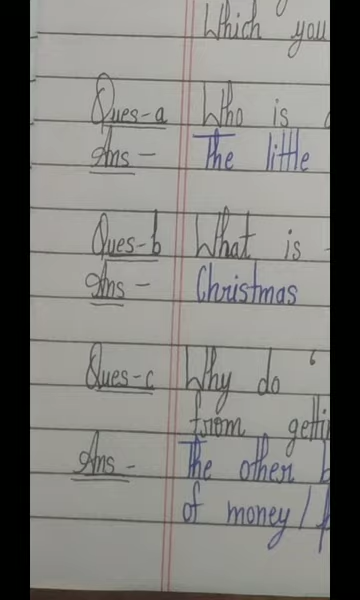 Which you
Ques-a Who is
Ans - The little
Ques-b What is -
Ans - Christmas
Ques-c Why do "
from
Ans - The other
of money /